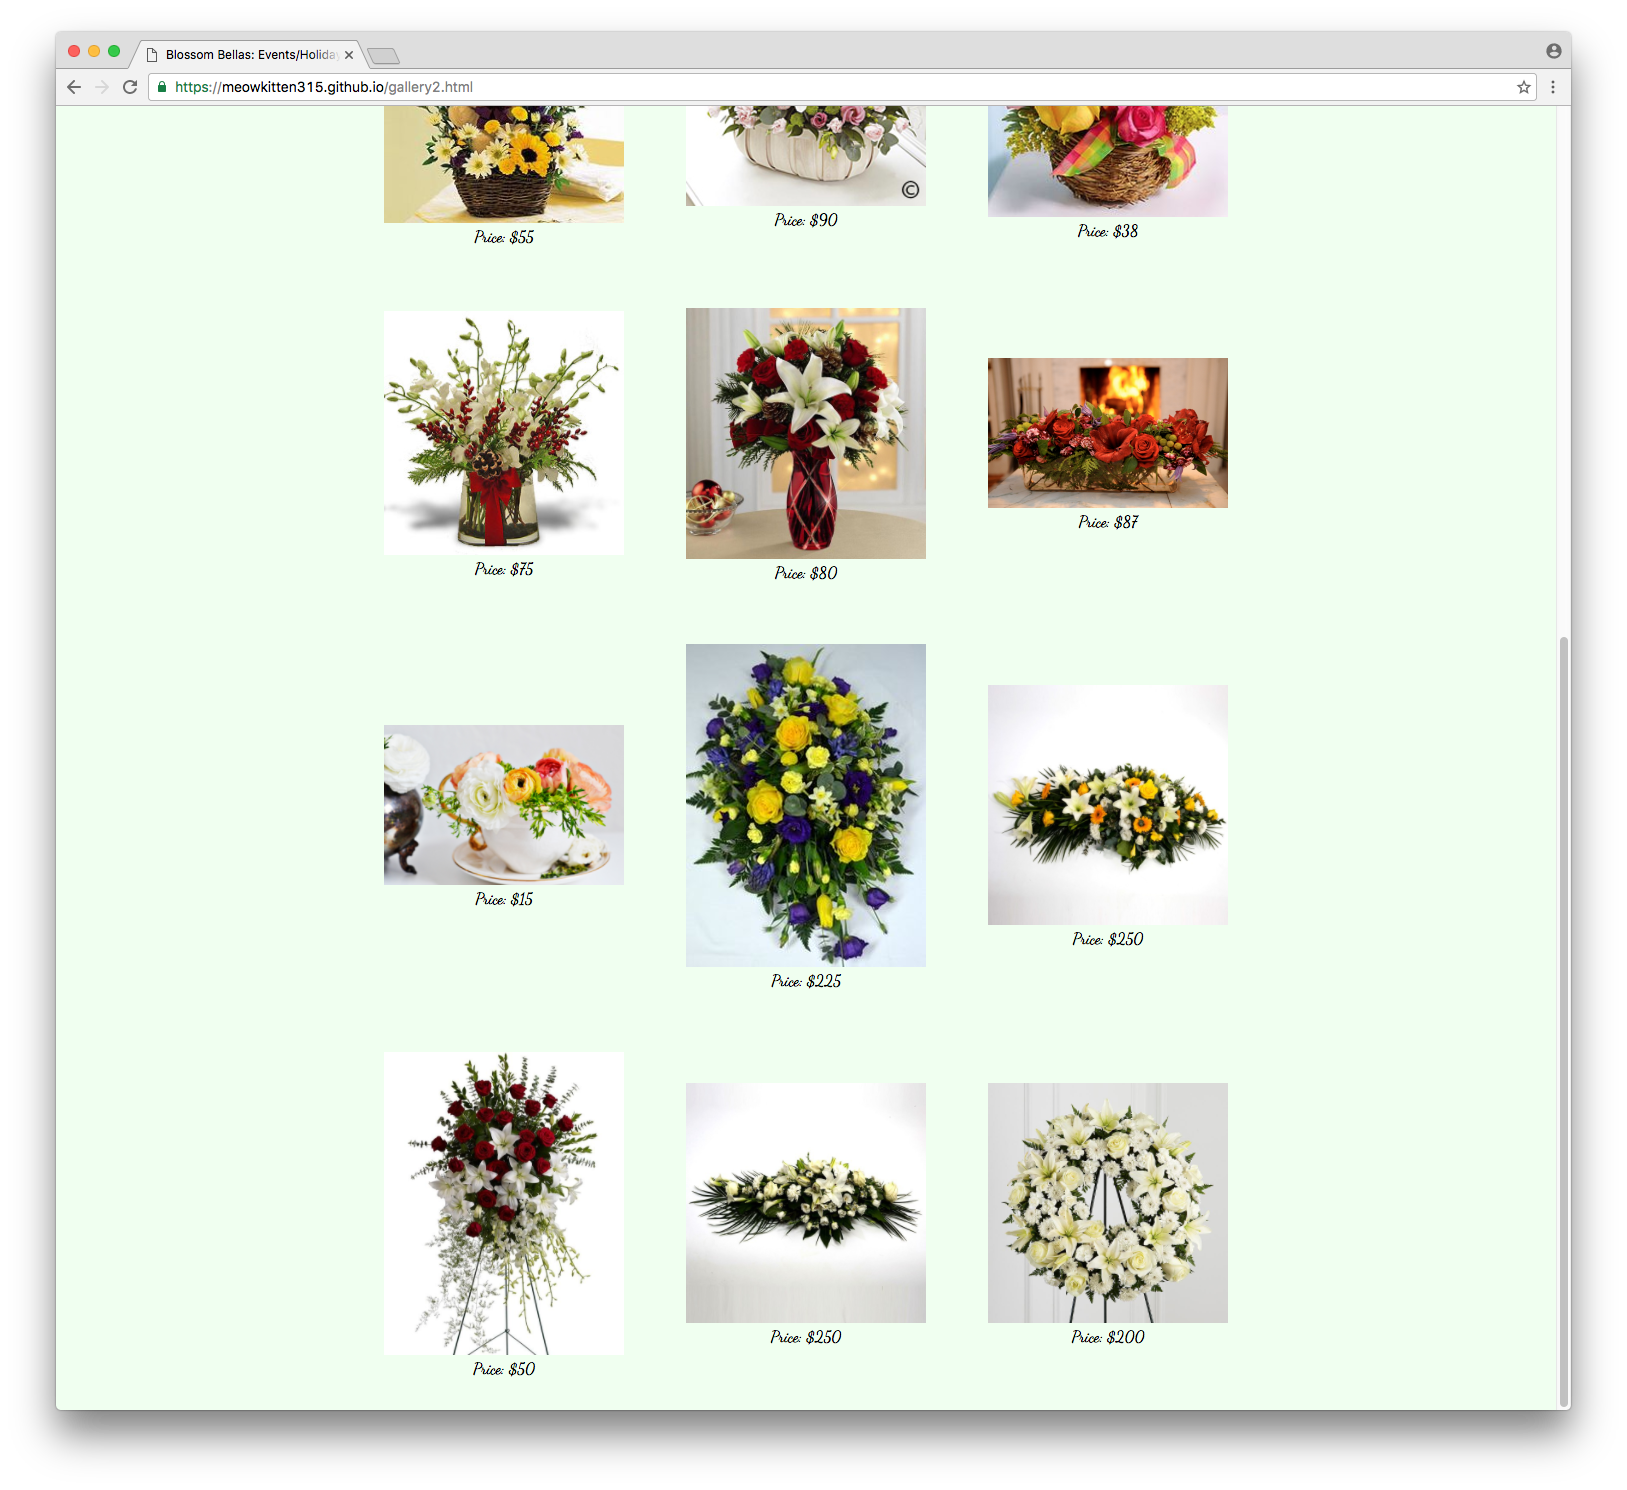 Blossom Bellas: Events/Holiday
https://meowkitten315.github.io/gallery2.html
©
Price: $55
Price: $90
Price: $38
Price: $75
Price: $80
Price: $87
Price: $15
Price: $225
Price: $250
Price: $50
Price: $250
Price: $200